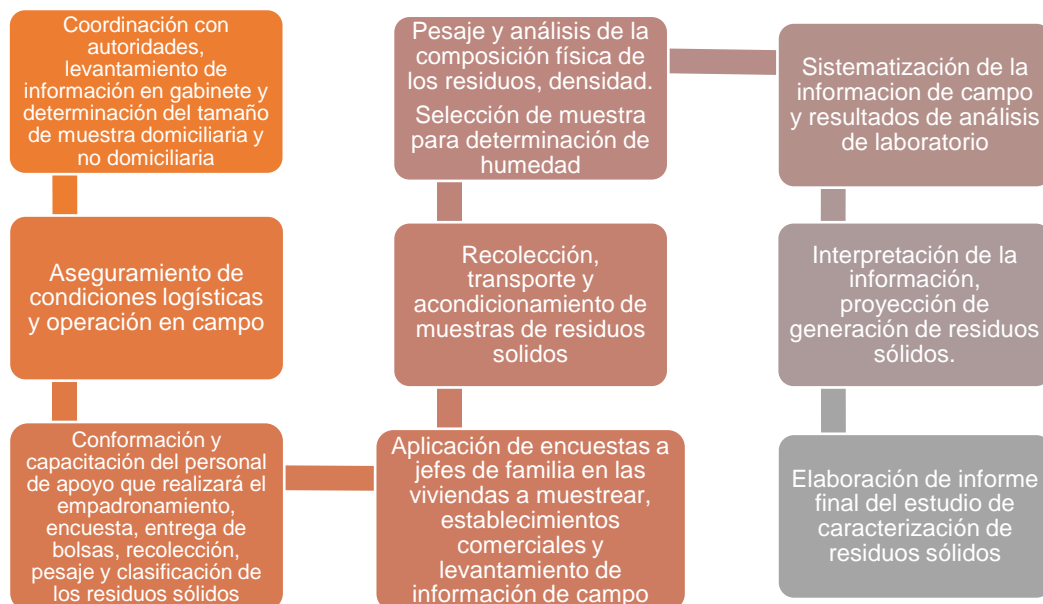 Coordinación con
autoridades,
levantamiento de
información en gabinete y
determinación del tamaño
de muestra domiciliaria y
no domiciliaria
Aseguramiento de
condiciones logísticas
y operación en campo
Conformación y
capacitación del personal
de apoyo que realizará el
empadronamiento,
encuesta, entrega de
bolsas, recolección,
pesaje y clasificación de
los residuos sólidos
Aplicación de encuestas a
jefes de familia en las
viviendas a muestrear,
establecimientos
comerciales y
levantamiento de
información de campo
Recolección,
transporte y
acondicionamiento de
muestras de residuos
solidos
Pesaje y análisis de la
composición física de
los residuos, densidad.
Selección de muestra
para determinación de
humedad
Sistematización de la
informacion de campo
y resultados de análisis
de laboratorio
Interpretación de la
información,
proyección de
generación de residuos
sólidos.
Elaboración de informe
final del estudio de
caracterización de
residuos sólidos